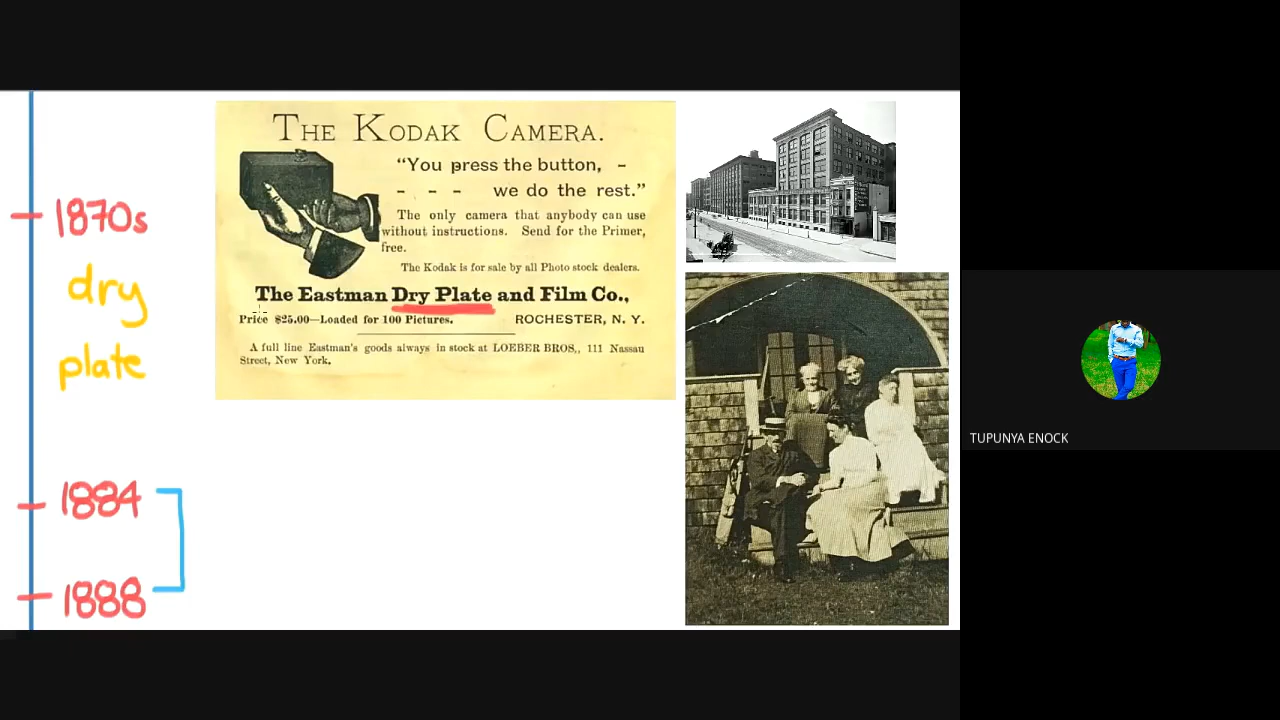 1870s
dry
plate
1884
1888
THE KODAK CAMERA.
“You press the button, -
- - - we do the rest.”
The only camera that anybody can use
without instructions. Send for the Primer,
free.
The Kodak is for sale by all Photo stock dealers.
The Eastman Dry Plate and Film Co.,
Price $25.00—Loaded for 100 Pictures. ROCHESTER, N. Y.
A full line Eastman's goods always in stock at LOEBER BROS., 111 Nassau
Street, New York.
TUPUNYA ENOCK